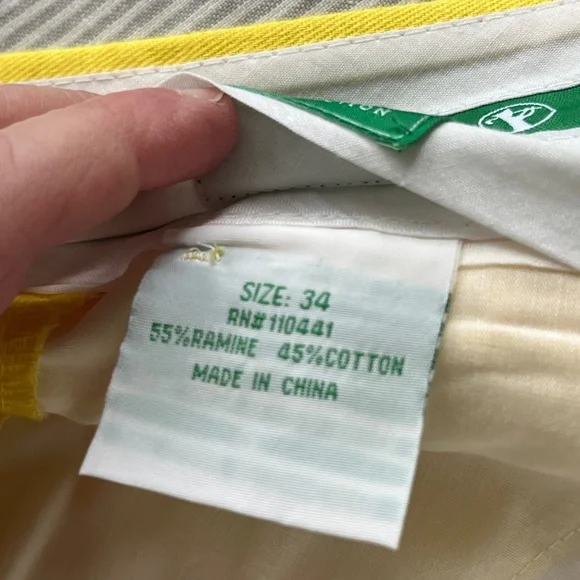 SIZE: 34
RN# 110441
55%RAMINE 45%COTTON
MADE IN CHINA